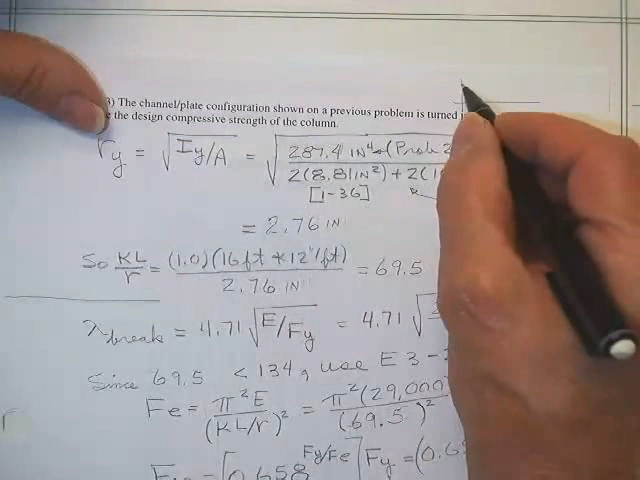 3) The channel/plate configuration shown on a previous problem is turned
the design compressive strength of the column.
ry = √(Iy/A) = √(287.4 IN⁴ (Prob 2 / 2(8.81 IN²) + 2(1
[1-36]
= 2.76 IN
So KL/r = (1.0)(16 ft * 12"/ft) / 2.76 IN = 69.5
λbreak = 4.71 √(E/Fy) = 4.71 √
Since 69.5 < 134, use E 3-
Fe = π²E / (KL/r)² = π²(29,000 / (69.5)²
= [0.658 Fy/Fe] Fy = (0.6